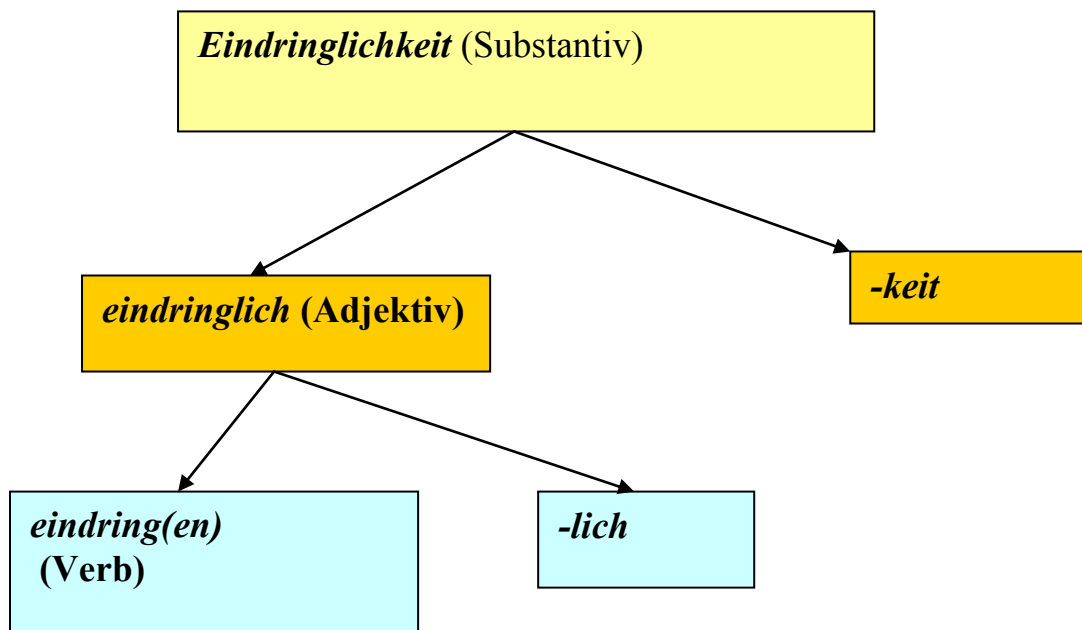 Eindringlichkeit (Substantiv)
eindringlich (Adjektiv)
-keit
eindring(en)
(Verb)
-lich